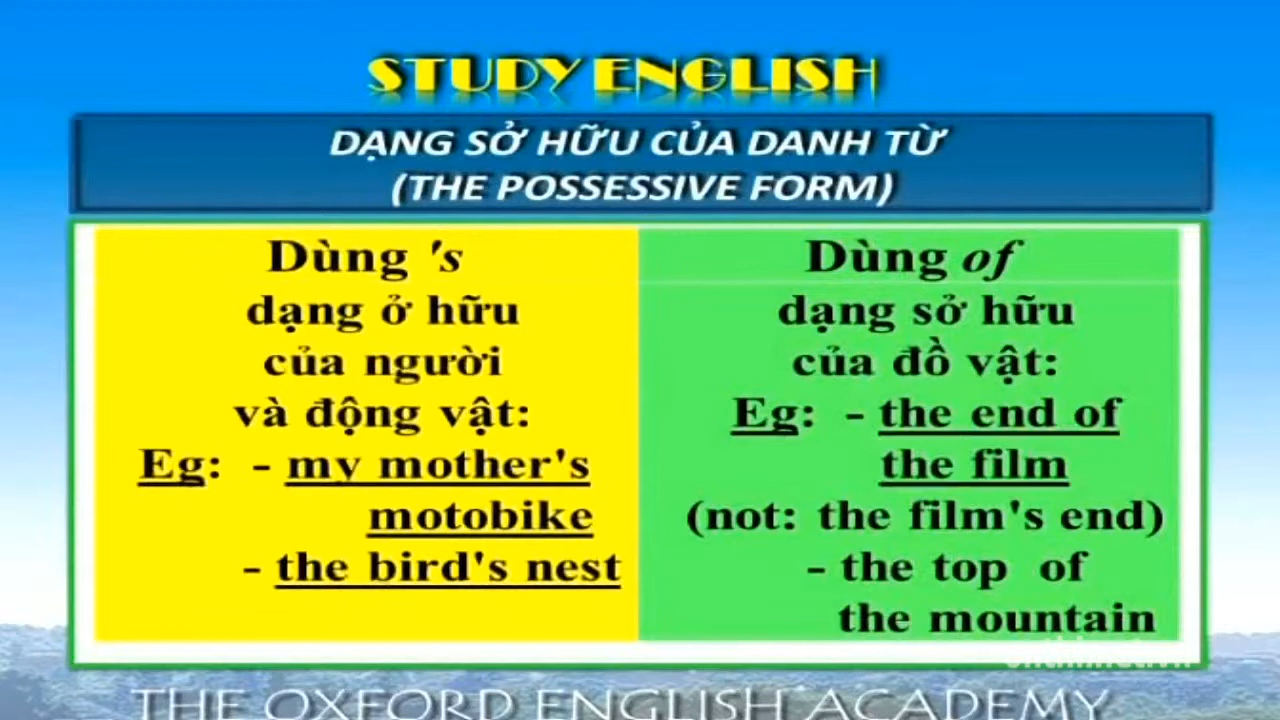 STUDY ENGLISH
DẠNG SỞ HỮU CỦA DANH TỪ
(THE POSSESSIVE FORM)
Dùng 's
dạng ở hữu
của người
và động vật:
Eg: - my mother's
motobike
- the bird's nest
Dùng of
dạng sở hữu
của đồ vật:
Eg: - the end of
the film
(not: the film's end)
- the top of
the mountain
THE OXFORD ENGLISH ACADEMY